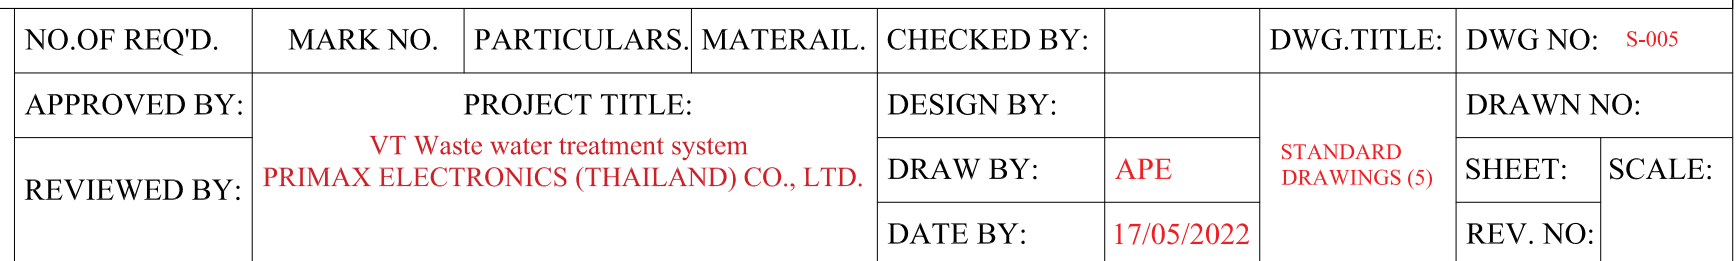 NO.OF REQ'D. MARK NO. PARTICULARS. MATERAIL. CHECKED BY: DWG.TITLE: DWG NO: S-005
APPROVED BY: PROJECT TITLE: DESIGN BY: DRAWN NO:
VT Waste water treatment system
PRIMAX ELECTRONICS (THAILAND) CO., LTD.
REVIEWED BY:
DRAW BY: APE
STANDARD
DRAWINGS (5)
SHEET: SCALE:
DATE BY: 17/05/2022 REV. NO: